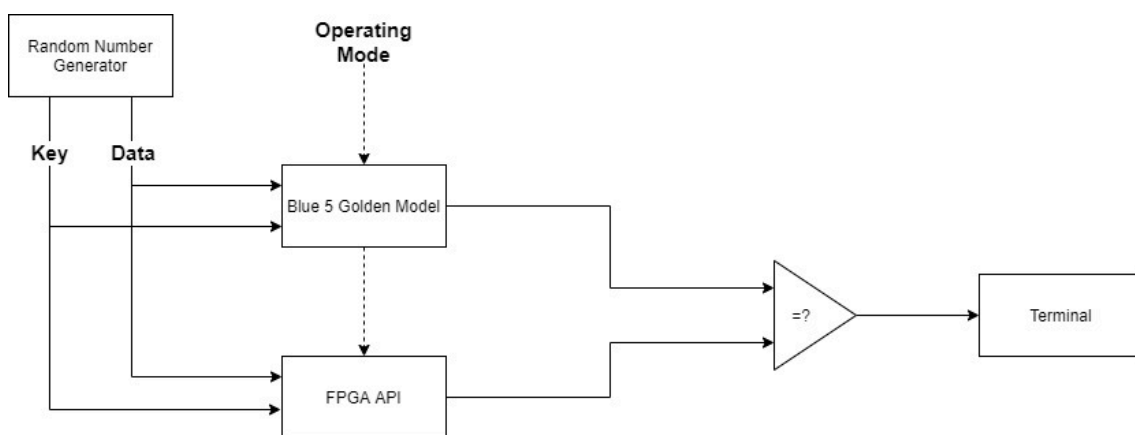 Random Number
Generator
Operating
Mode
Key
Data
Blue 5 Golden Model
=?
Terminal
FPGA API